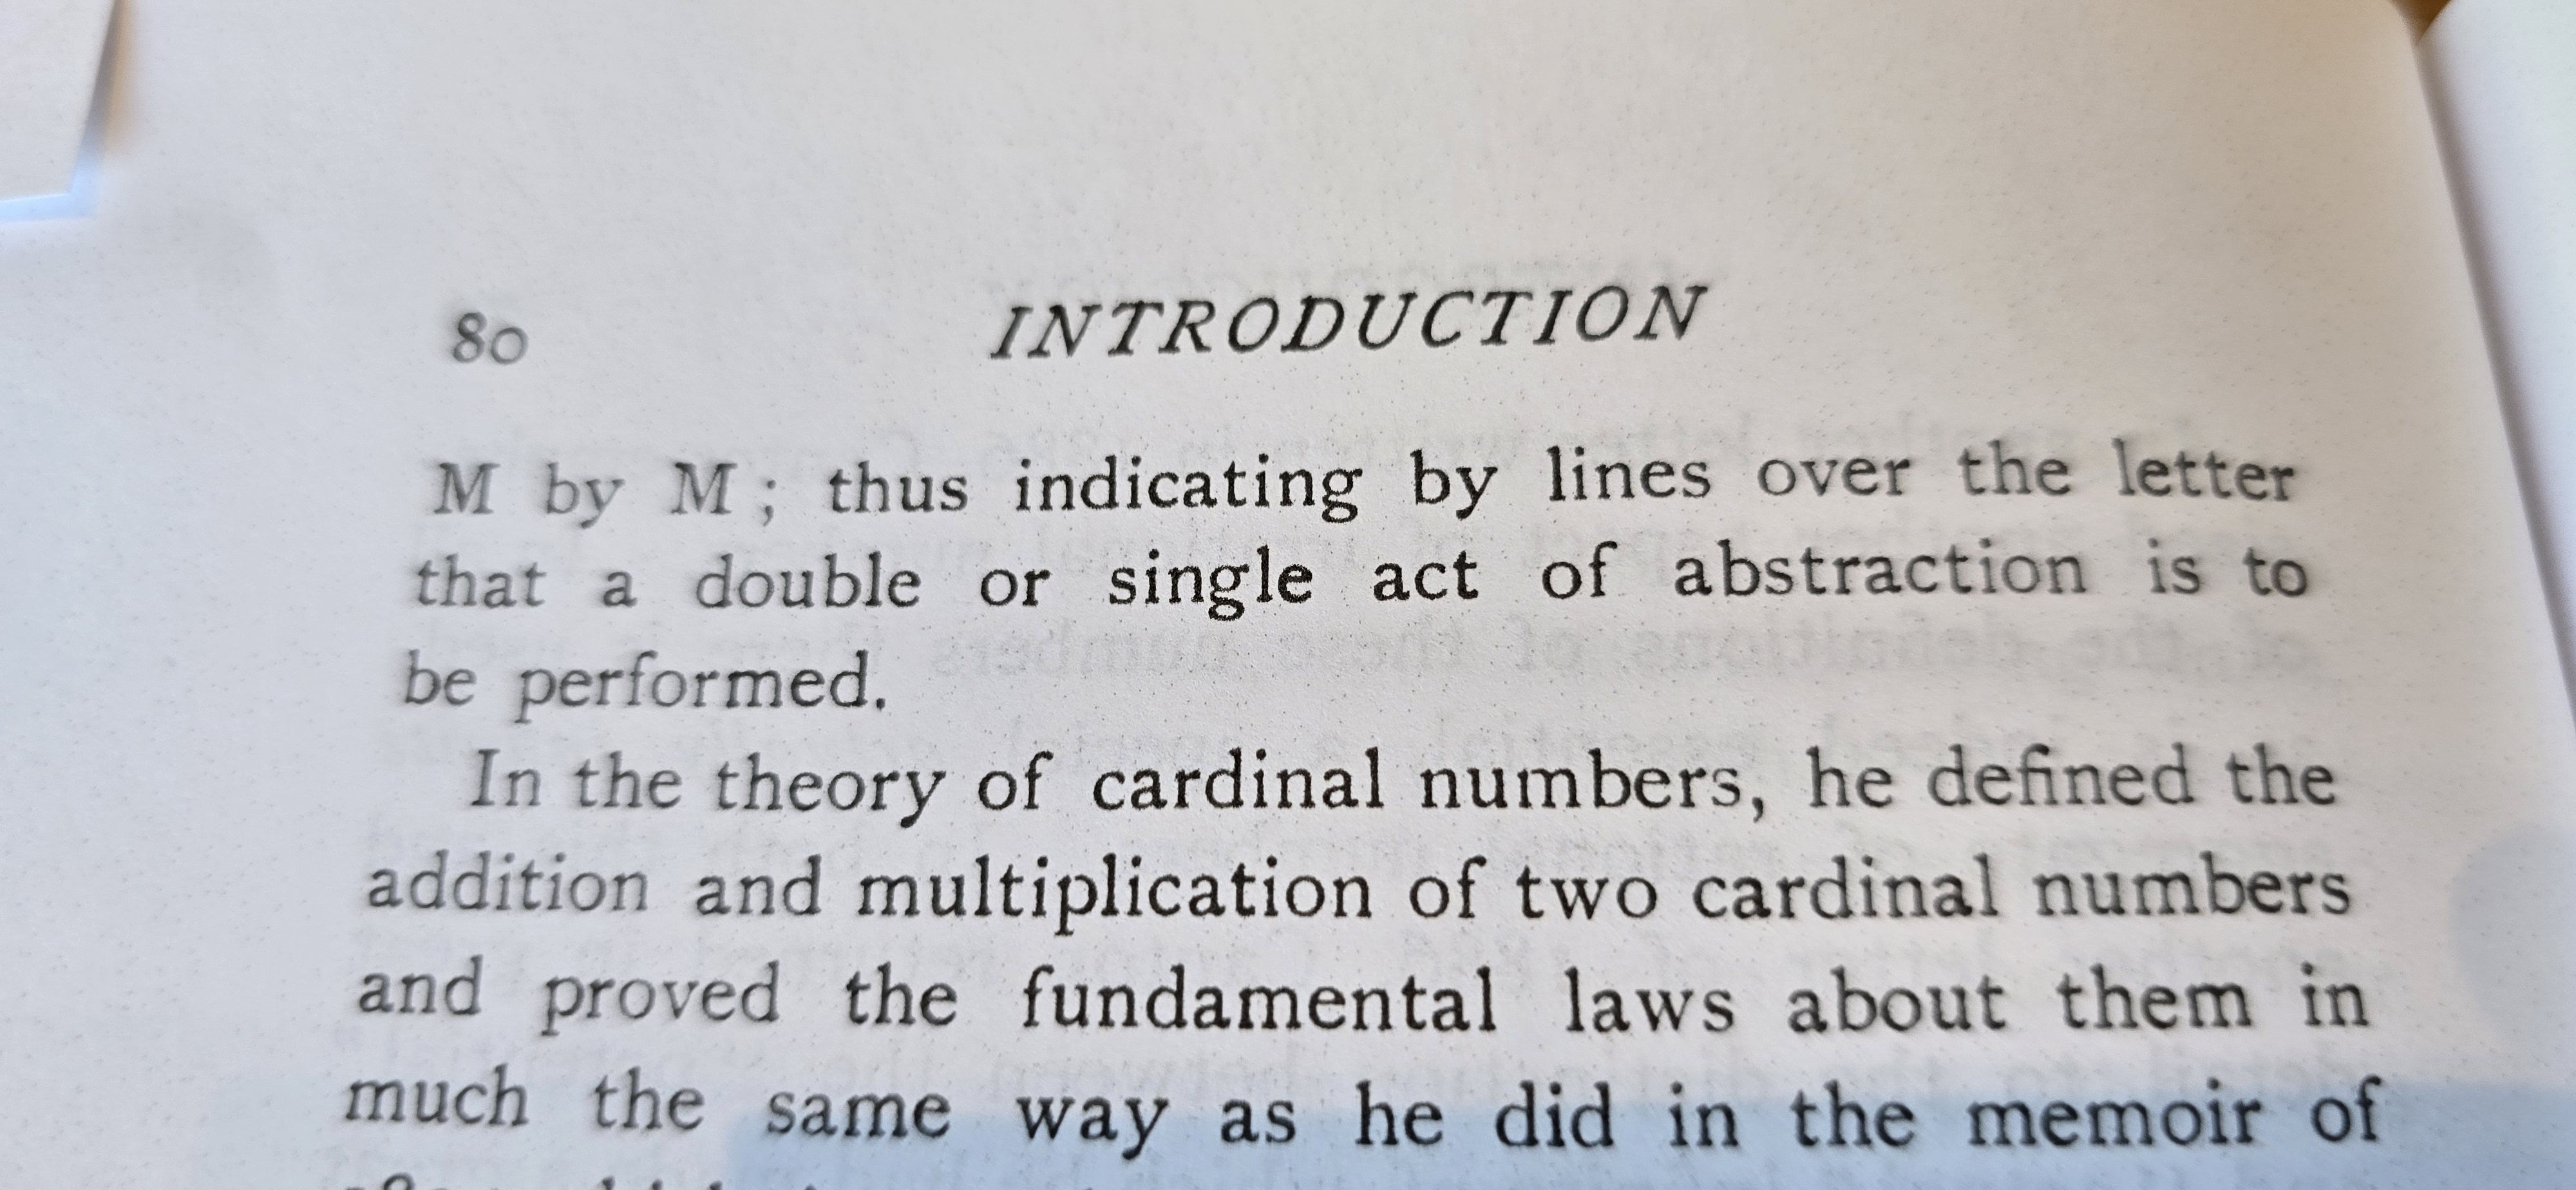 80 INTRODUCTION
M by M; thus indicating by lines over the letter
that a double or single act of abstraction is to
be performed.
In the theory of cardinal numbers, he defined the
addition and multiplication of two cardinal numbers
and proved the fundamental laws about them in
much the same way as he did in the memoir of